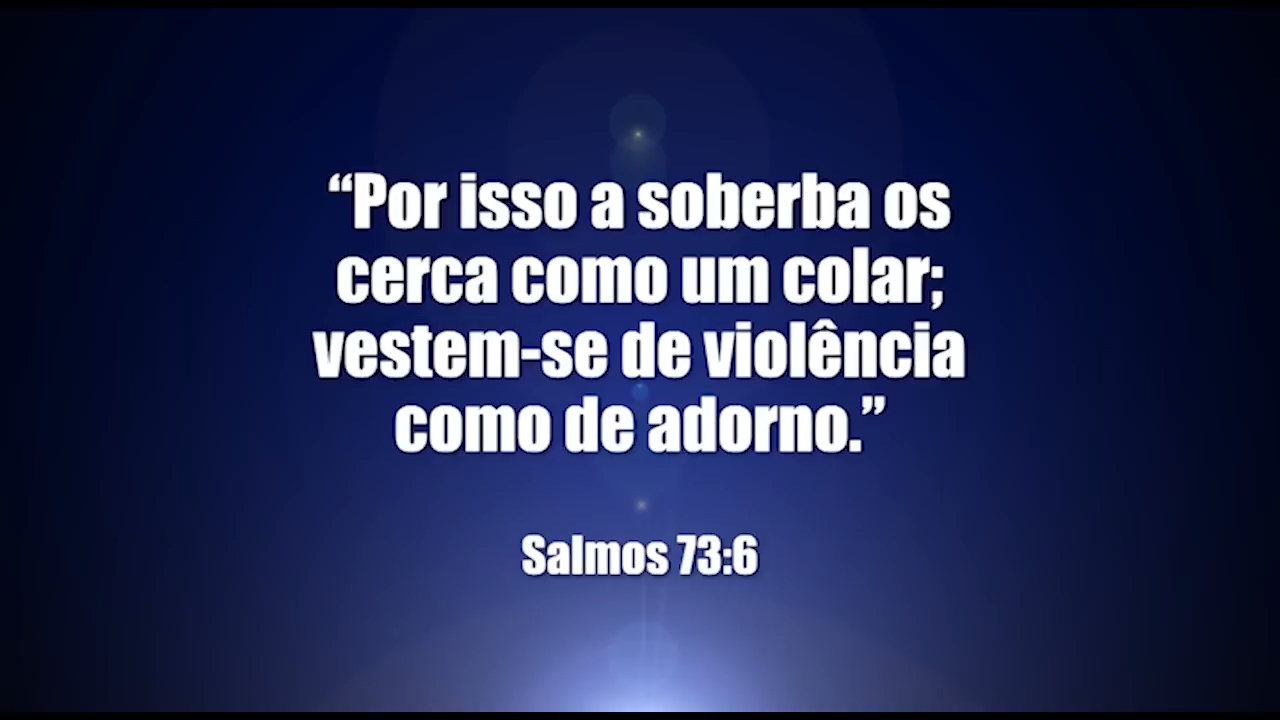 “Por isso a soberba os
cerca como um colar;
vestem-se de violência
como de adorno.”
Salmos 73:6